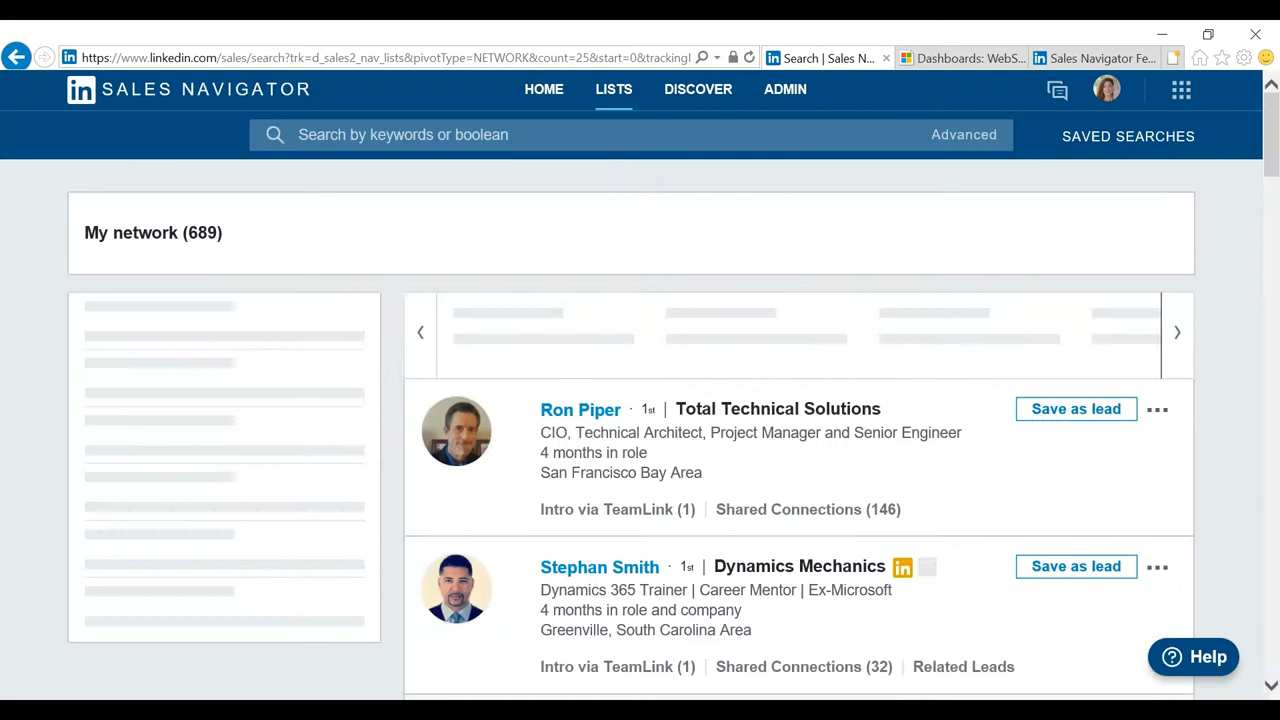 https://www.linkedin.com/sales/search?trk=d_sales2_nav_lists&pivotType=NETWORK&count=25&start=0&trackingI
Search | Sales N...
Dashboards: WebS...
Sales Navigator Fe...
in SALES NAVIGATOR
HOME
LISTS
DISCOVER
ADMIN
Search by keywords or boolean
Advanced
SAVED SEARCHES
My network (689)
Ron Piper · 1st | Total Technical Solutions
Save as lead
CIO, Technical Architect, Project Manager and Senior Engineer
4 months in role
San Francisco Bay Area
Intro via TeamLink (1) | Shared Connections (146)
Stephan Smith · 1st | Dynamics Mechanics in
Save as lead
Dynamics 365 Trainer | Career Mentor | Ex-Microsoft
4 months in role and company
Greenville, South Carolina Area
Intro via TeamLink (1) | Shared Connections (32) | Related Leads
Help